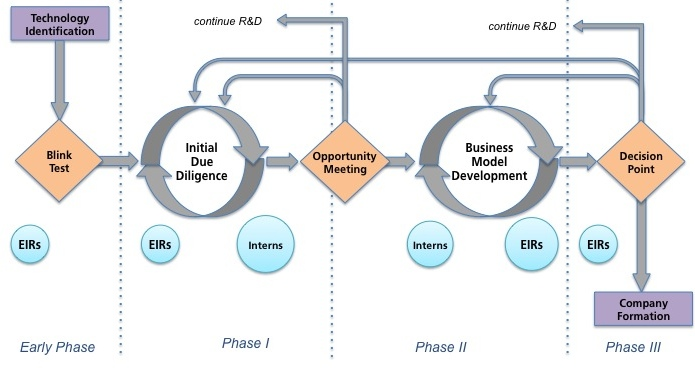 Technology
Identification
continue R&D
continue R&D
Blink
Test
Initial
Due
Diligence
Opportunity
Meeting
Business
Model
Development
Decision
Point
EIRs
EIRs
Interns
Interns
EIRs
EIRs
Company
Formation
Early Phase
Phase I
Phase II
Phase III